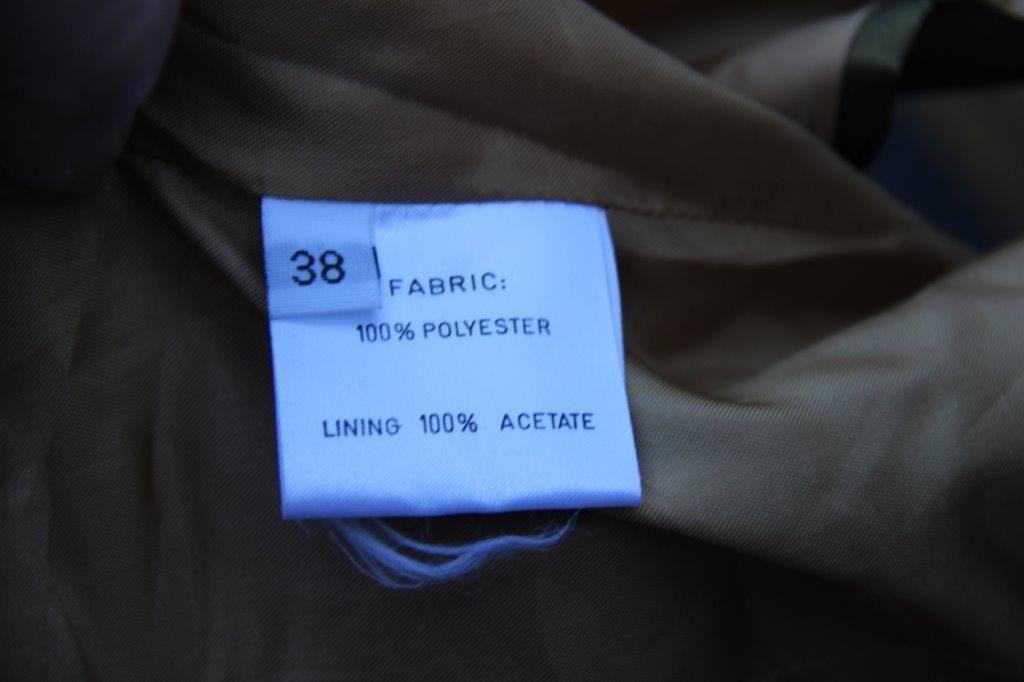 38
FABRIC:
100% POLYESTER
LINING 100% ACETATE